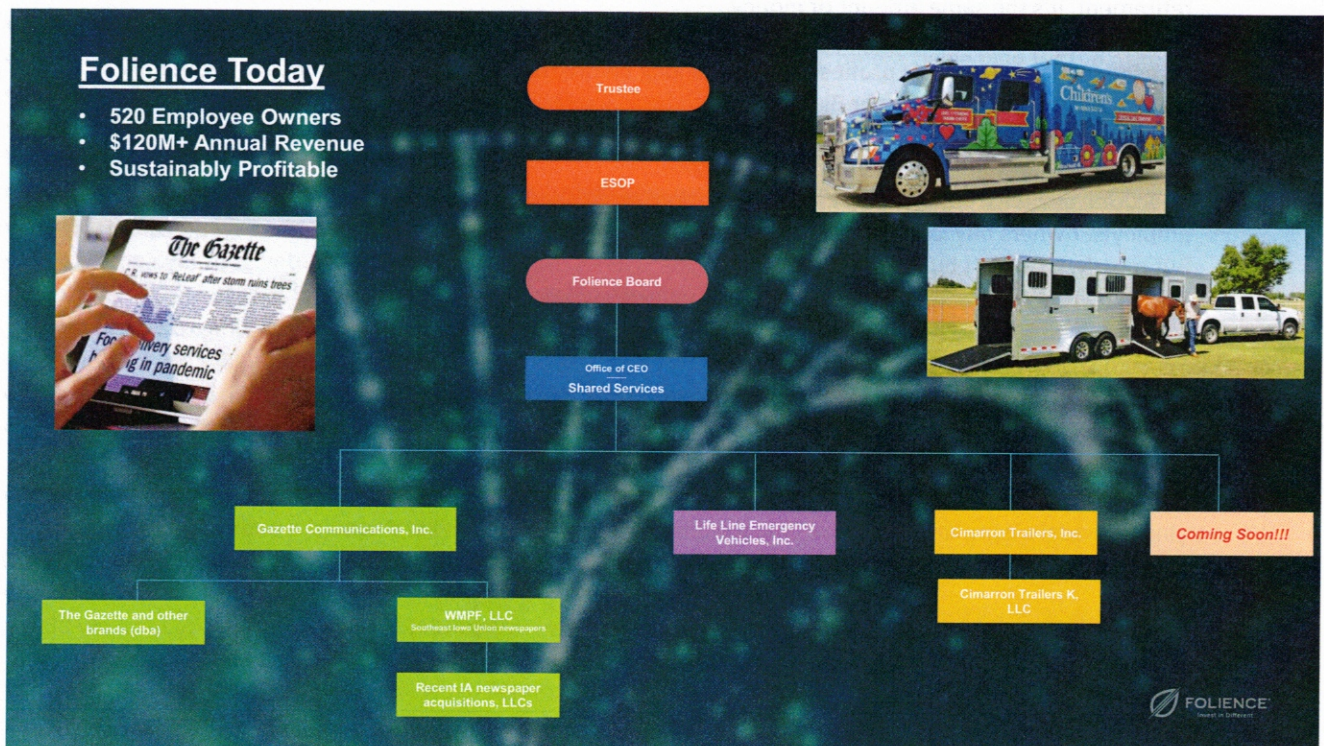 Folience Today
• 520 Employee Owners
• $120M+ Annual Revenue
• Sustainably Profitable
Trustee
ESOP
Folience Board
Office of CEO
Shared Services
The Gazette
C.R. vows to 'ReLeaf' after storm ruins trees
services
in pandemic
Children's
Gazette Communications, Inc.
Life Line Emergency
Vehicles, Inc.
Cimarron Trailers, Inc.
Coming Soon!!!
The Gazette and other
brands (dba)
WMPF, LLC
Southeast Iowa Union newspapers
Cimarron Trailers K,
LLC
Recent IA newspaper
acquisitions, LLCs
FOLIENCE
Invest in Different